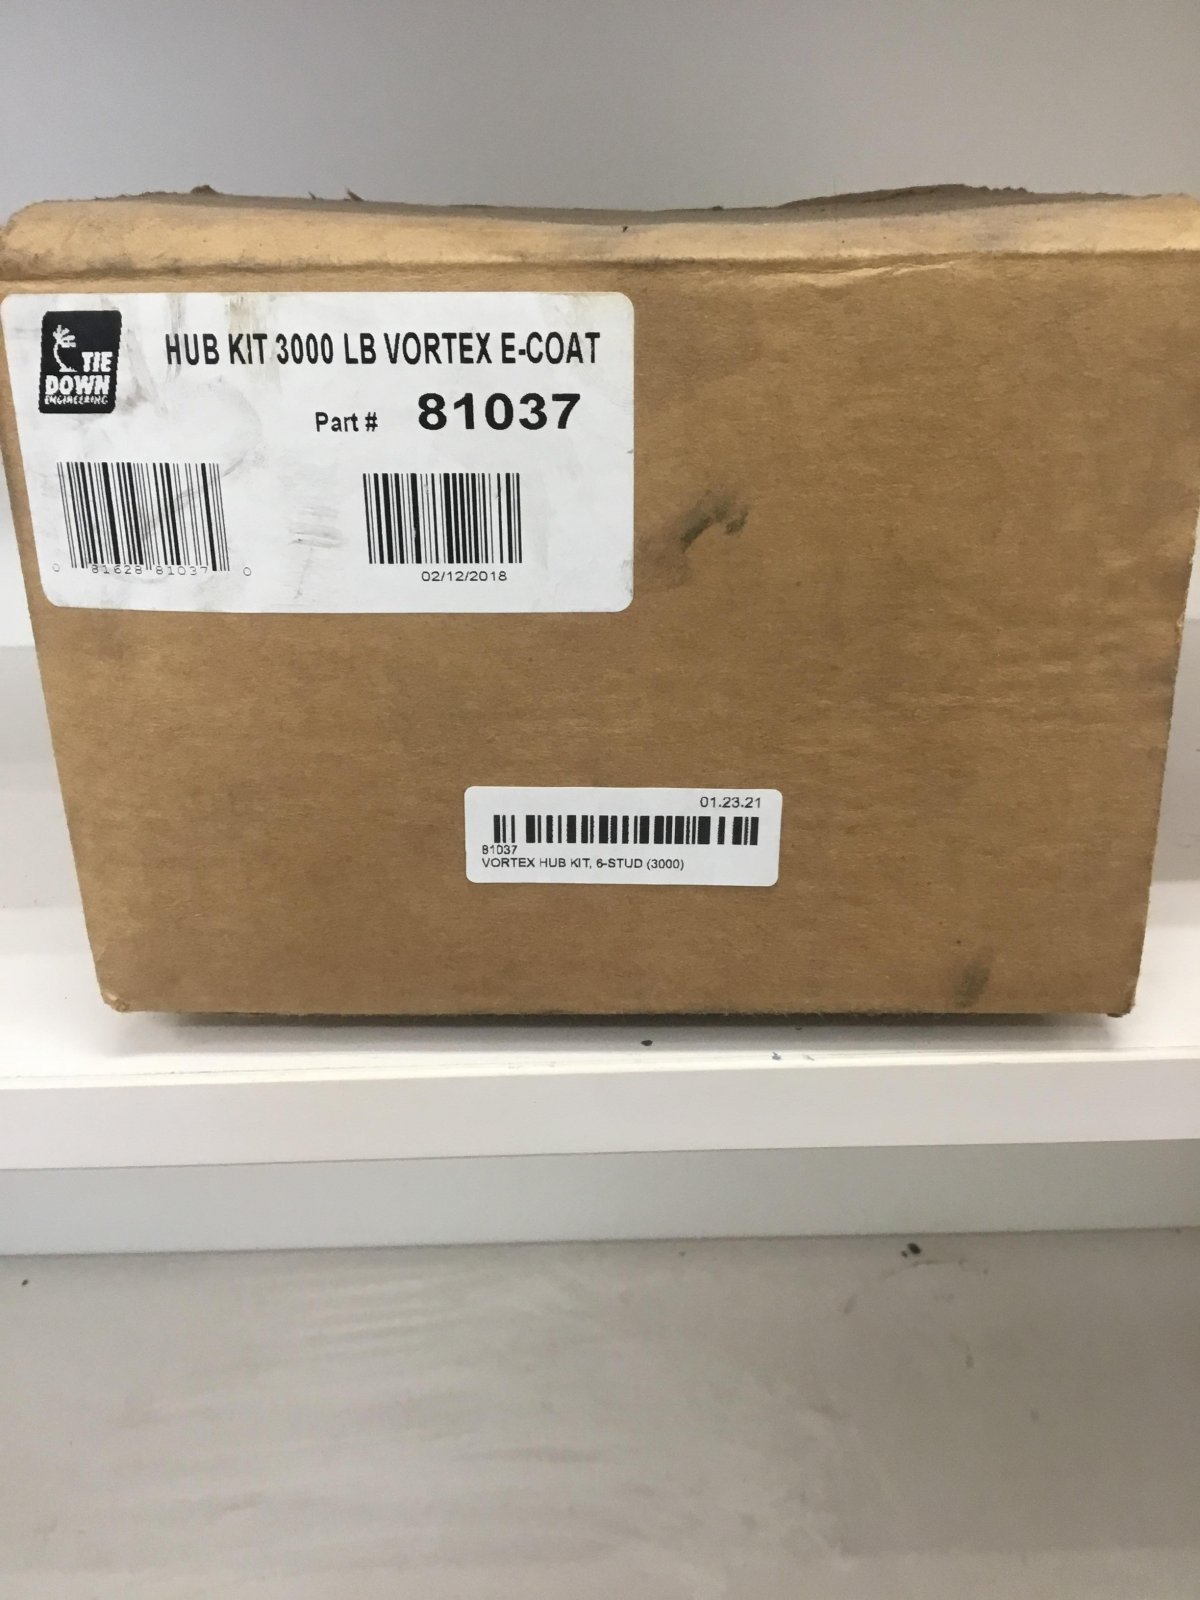 TIE
DOWN
ENGINEERING
HUB KIT 3000 LB VORTEX E-COAT
Part # 81037
0 81628 81037 0
02/12/2018
01.23.21
81037
VORTEX HUB KIT, 6-STUD (3000)